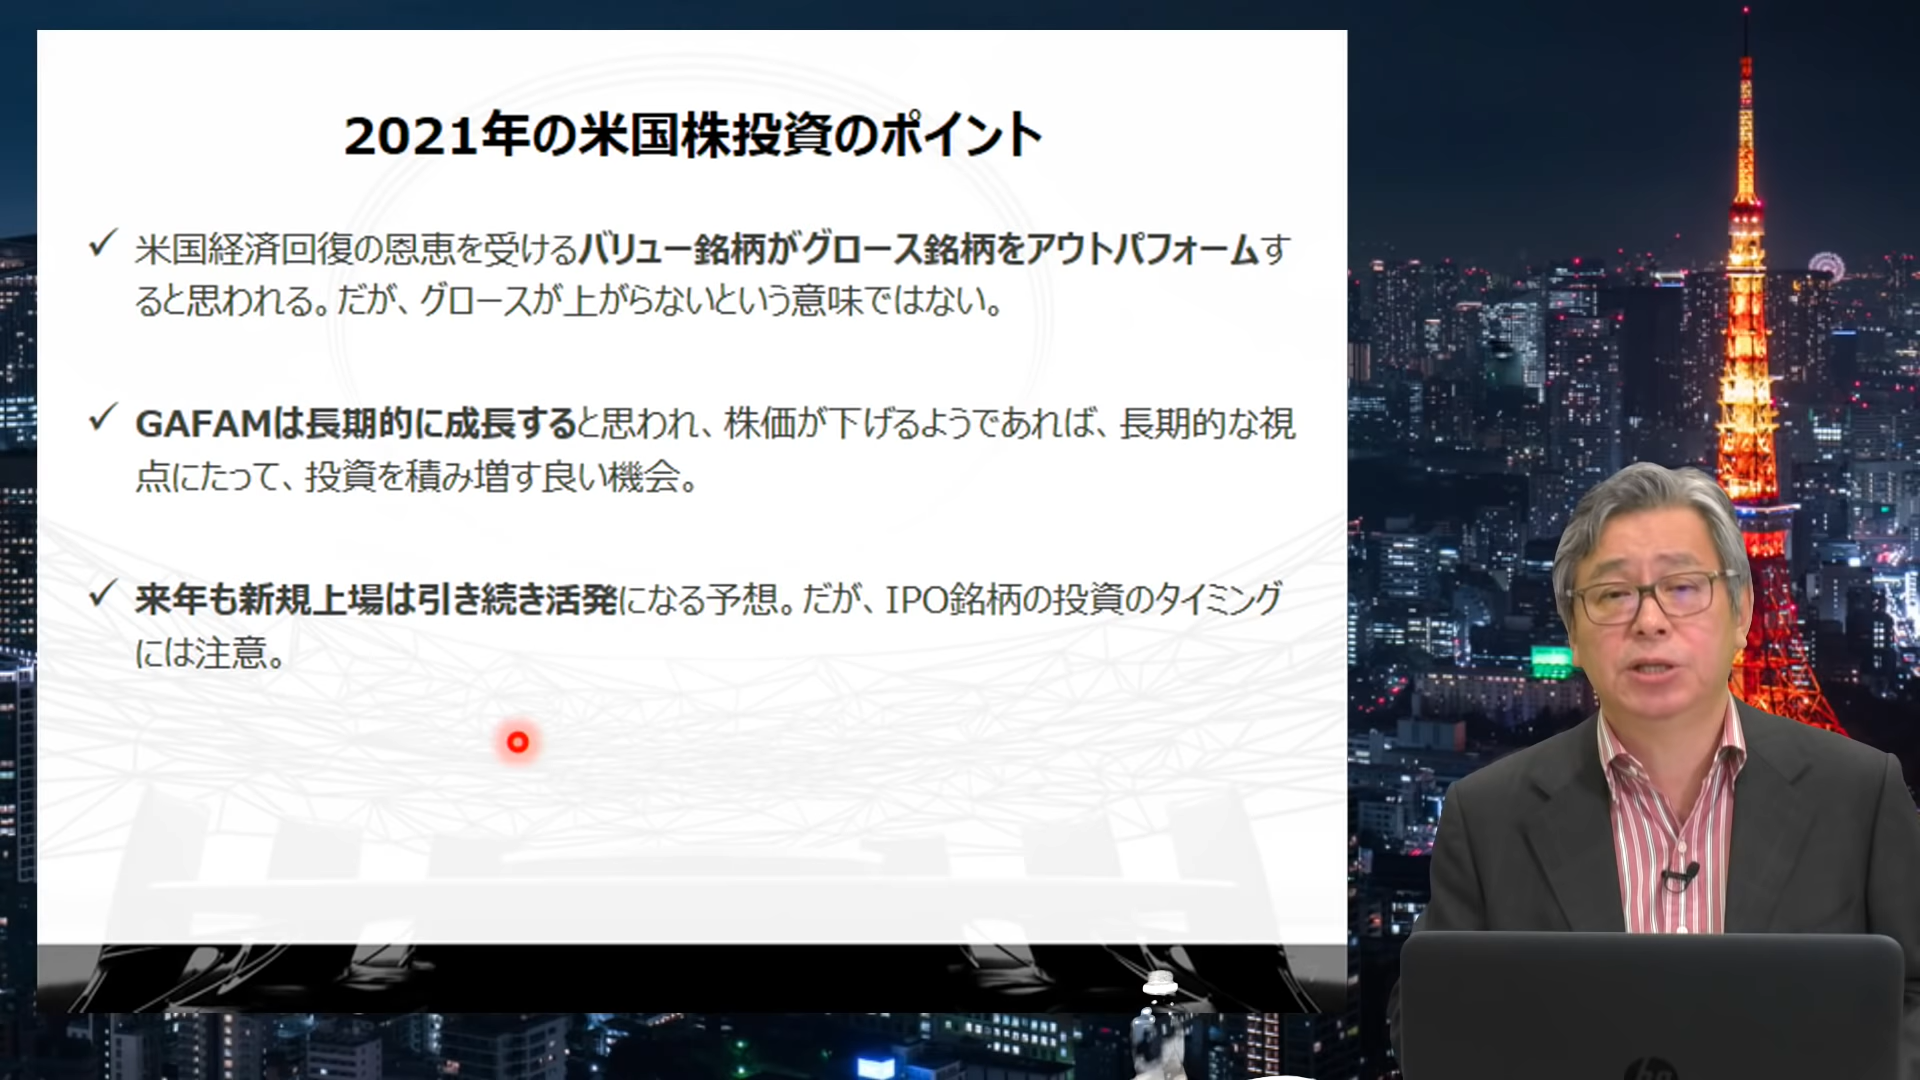 2021年の米国株投資のポイント
✓ 米国経済回復の恩恵を受けるバリュー銘柄がグロース銘柄をアウトパフォームす
ると思われる。だが、グロースが上がらないという意味ではない。
✓ GAFAMは長期的に成長すると思われ、株価が下げるようであれば、長期的な視
点にたって、投資を積み増す良い機会。
✓ 来年も新規上場は引き続き活発になる予想。だが、IPO銘柄の投資のタイミング
には注意。
hp